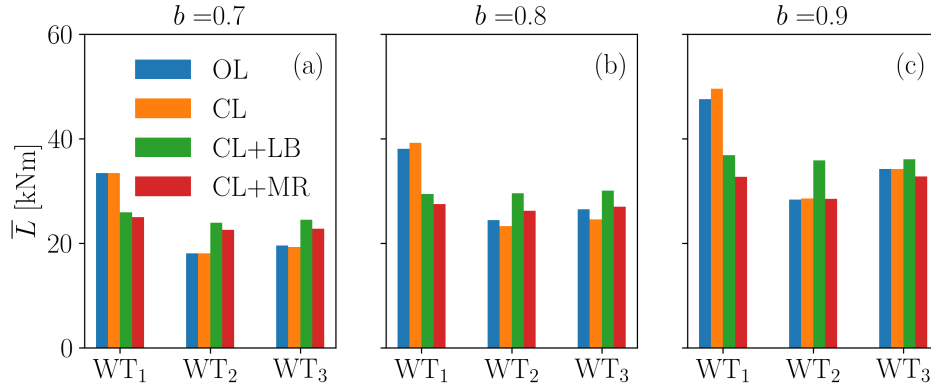 b =0.7
b =0.8
b =0.9
L̅ [kNm]
60
40
20
0
OL
CL
CL+LB
CL+MR
(a)
(b)
(c)
WT₁ WT₂ WT₃
WT₁ WT₂ WT₃
WT₁ WT₂ WT₃